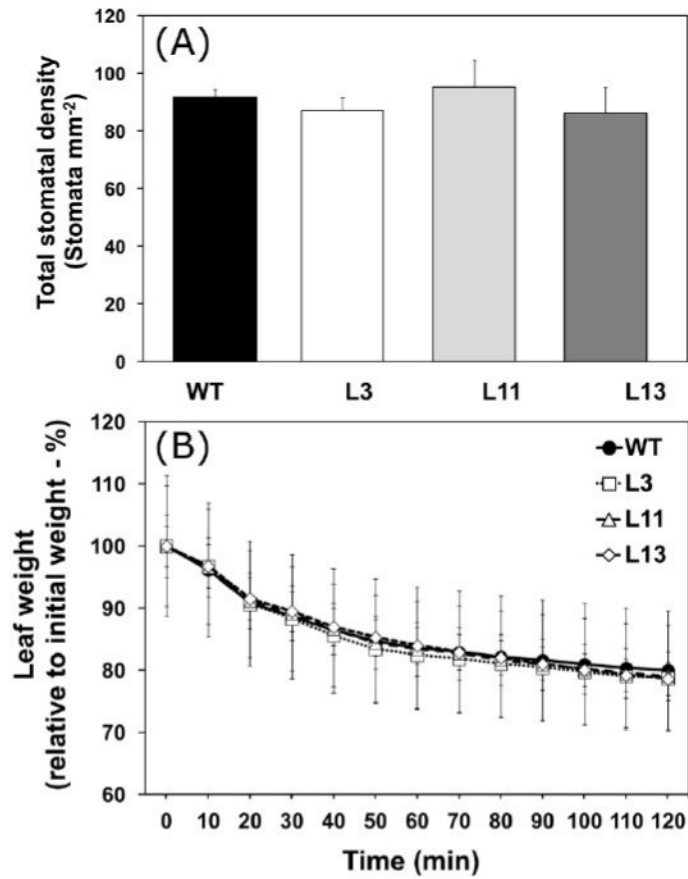 (A)
Total stomatal density
(Stomata mm-2)
120
100
80
60
40
20
0
WT L3 L11 L13
(B)
WT
L3
L11
L13
Leaf weight
(relative to initial weight - %)
120
110
100
90
80
70
60
0 10 20 30 40 50 60 70 80 90 100 110 120
Time (min)